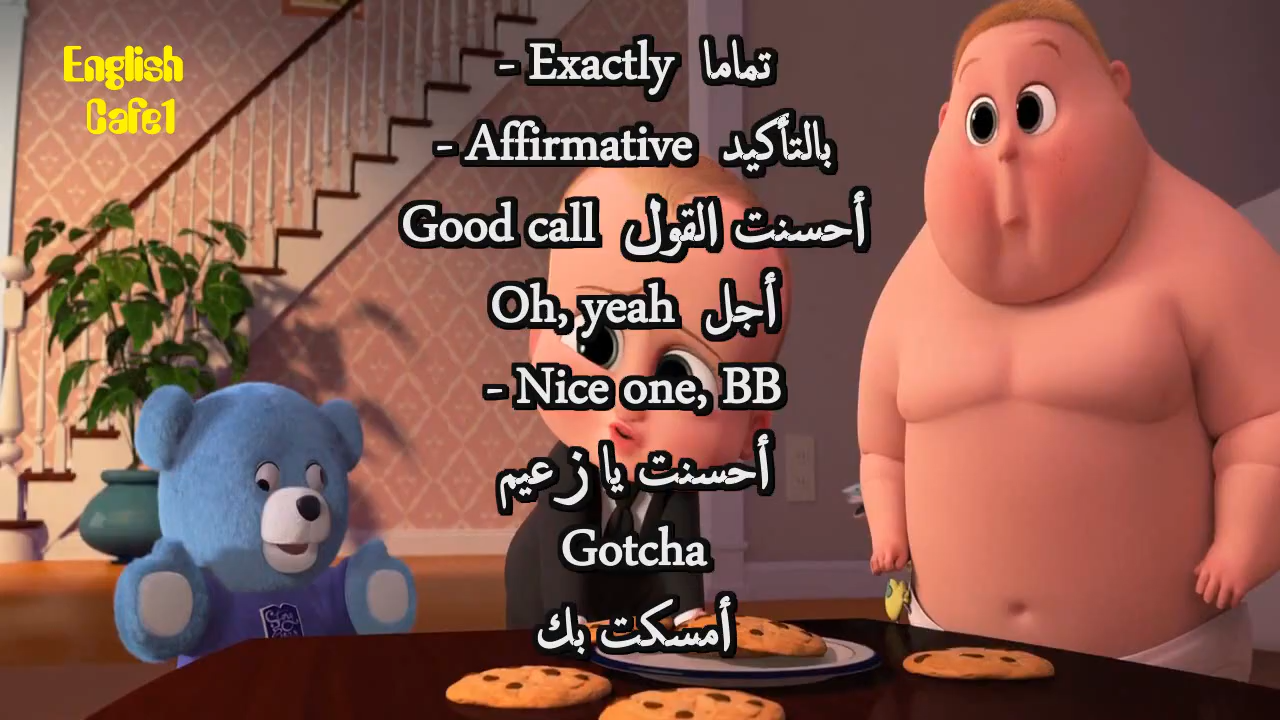 English
Cafe1
- Exactly تماما
- Affirmative بالتأكيد
Good call أحسنت القول
Oh, yeah أجل
- Nice one, BB
أحسنت يا زعيم
Gotcha
أمسكت بك